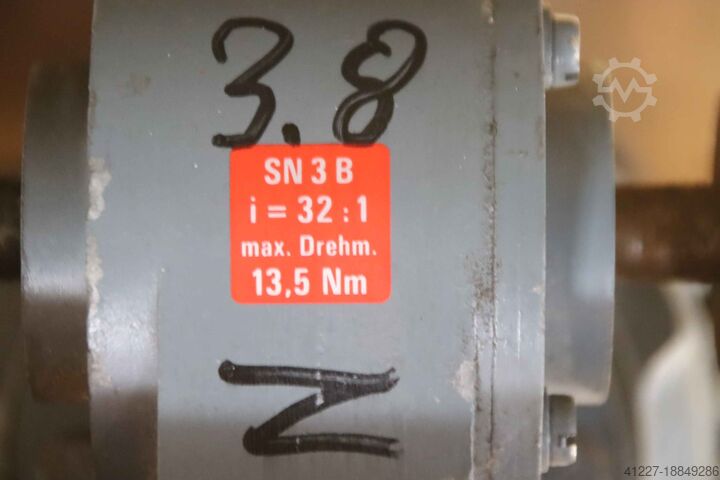 3.8
SN 3 B
i = 32 : 1
max. Drehm.
13,5 Nm
N
41227-18849286